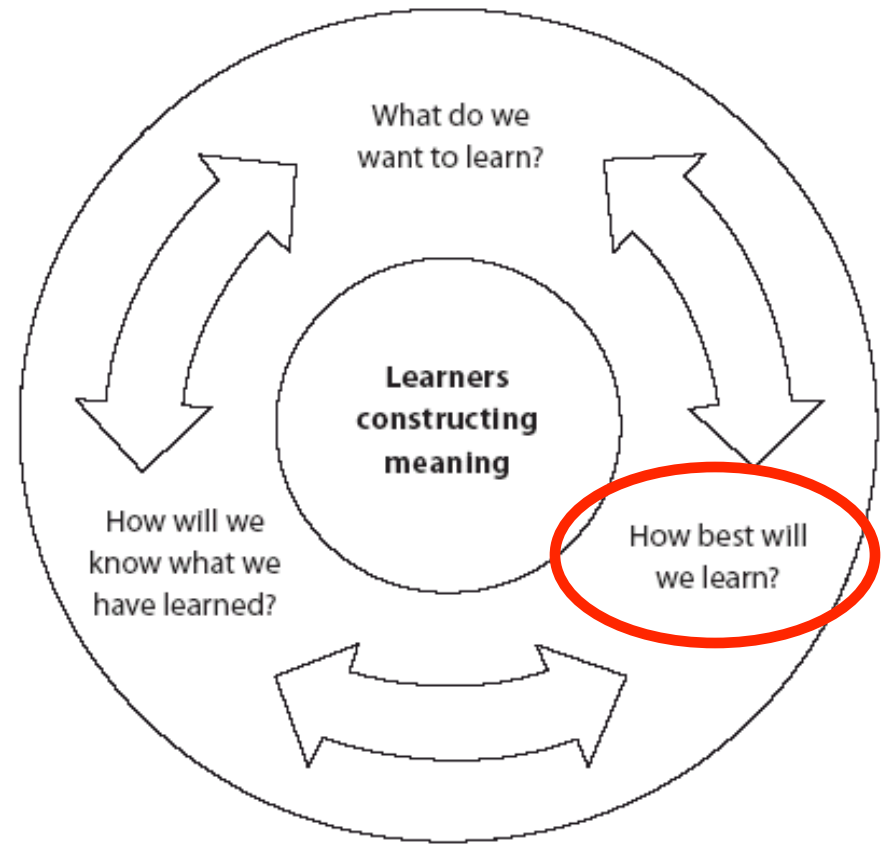 What do we
want to learn?
Learners
constructing
meaning
How will we
know what we
have learned?
How best will
we learn?